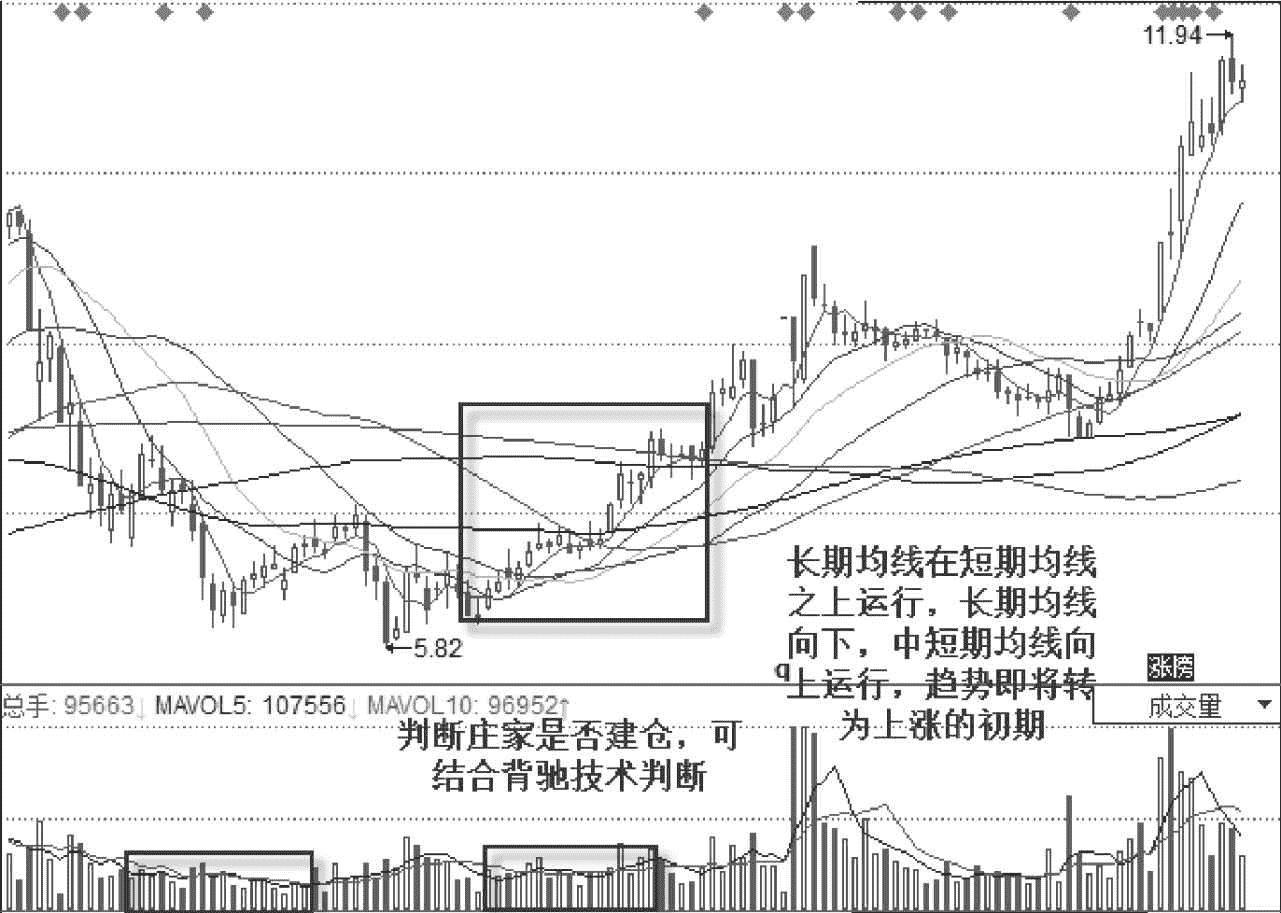 11.94
5.82
长期均线在短期均线
之上运行，长期均线
向下，中短期均线向
q上运行，趋势即将转
为上涨的初期
涨榜
总手: 95663↓ MAVOL5: 107556↓ MAVOL10: 96952↑
成交量
判断庄家是否建仓，可
结合背驰技术判断